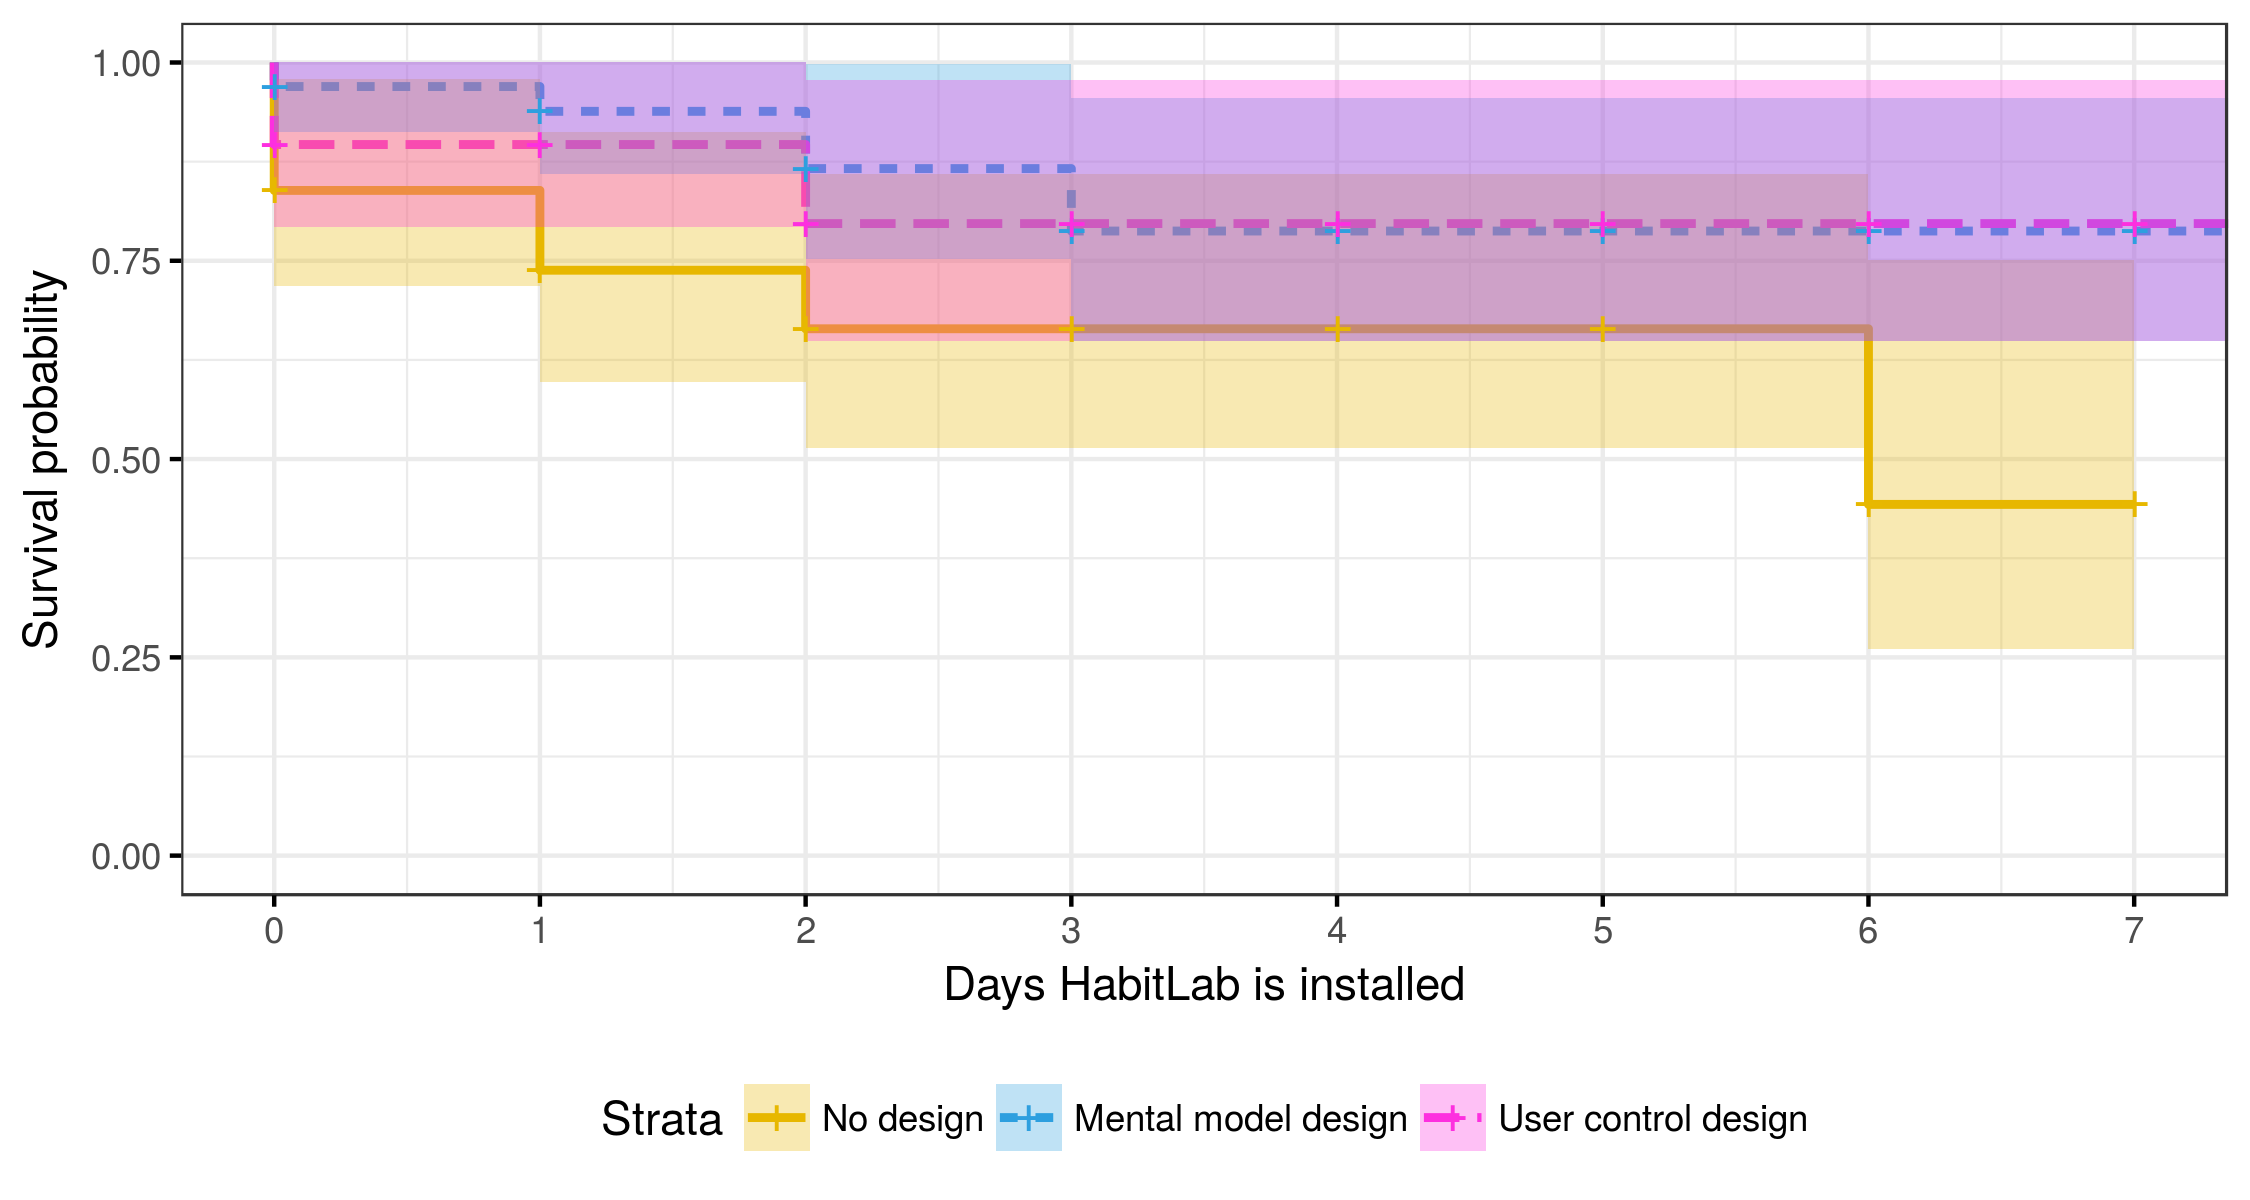 Survival probability
1.00
0.75
0.50
0.25
0.00
0 1 2 3 4 5 6 7
Days HabitLab is installed
Strata No design Mental model design User control design